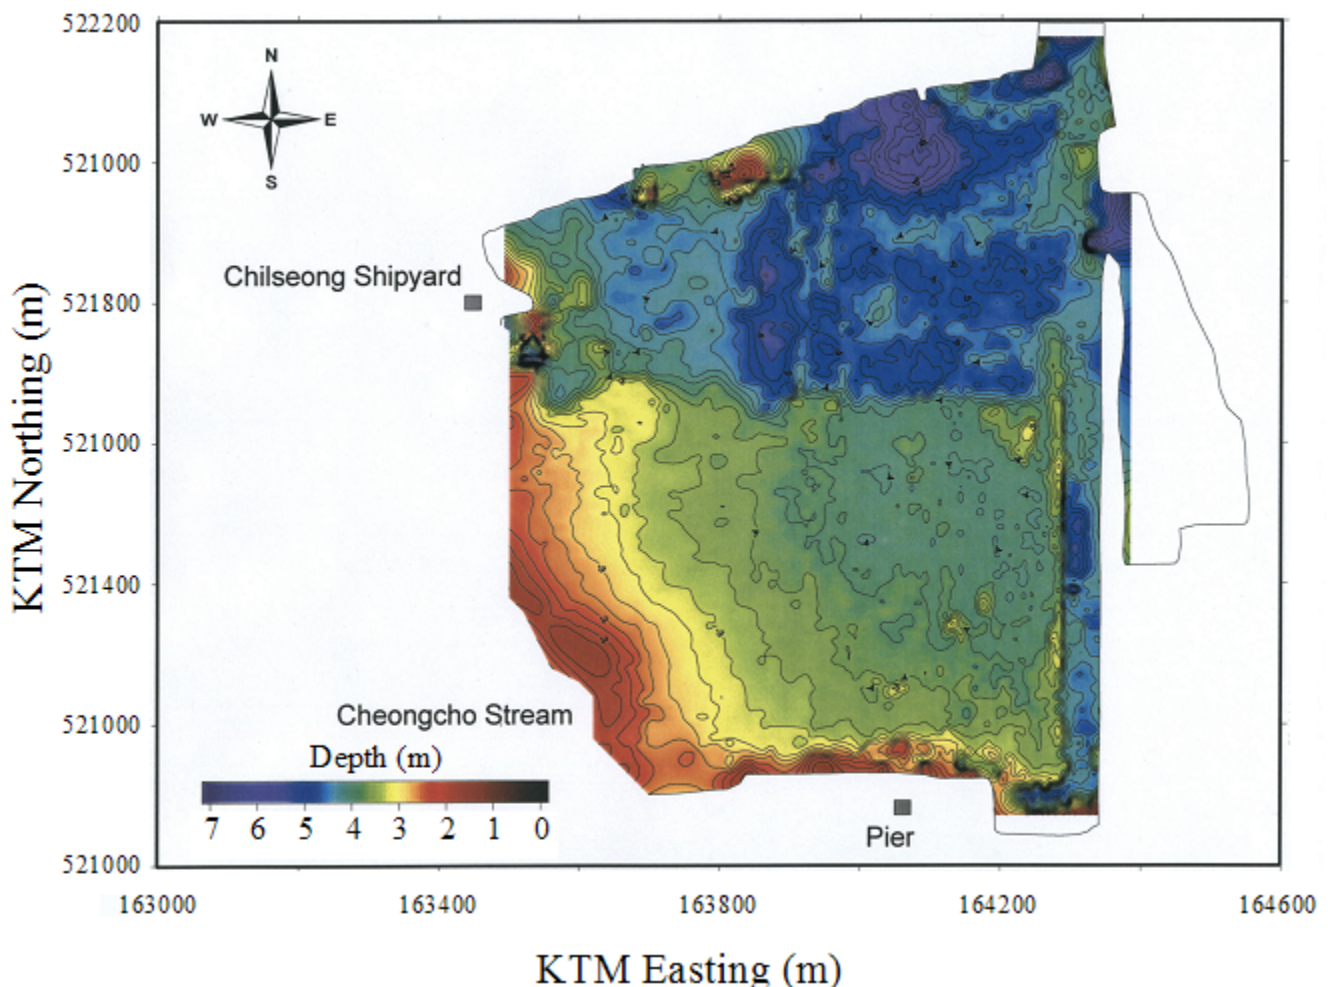 522200
N
W E
S
521000
Chilseong Shipyard
521800
521000
521400
Cheongcho Stream
521000
Depth (m)
7 6 5 4 3 2 1 0
Pier
521000
163000 163400 163800 164200 164600
KTM Easting (m)
KTM Northing (m)